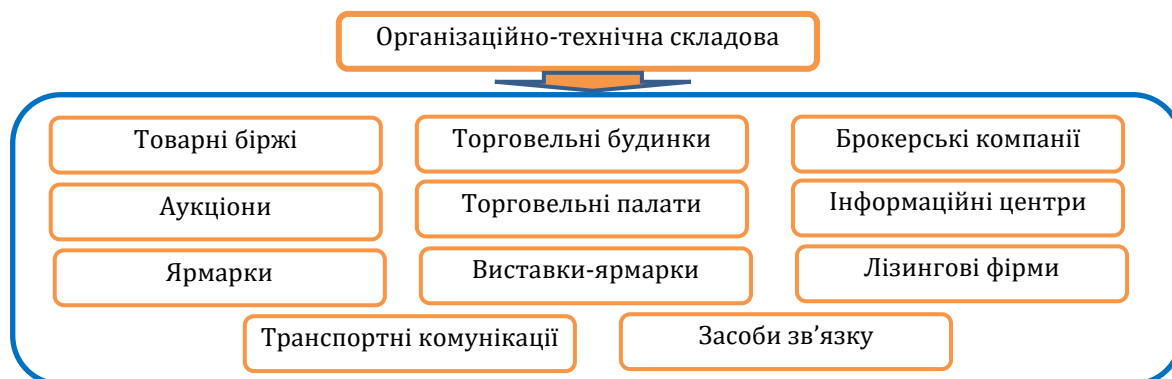 Організаційно-технічна складова
Товарні біржі
Торговельні будинки
Брокерські компанії
Аукціони
Торговельні палати
Інформаційні центри
Ярмарки
Виставки-ярмарки
Лізингові фірми
Транспортні комунікації
Засоби зв’язку